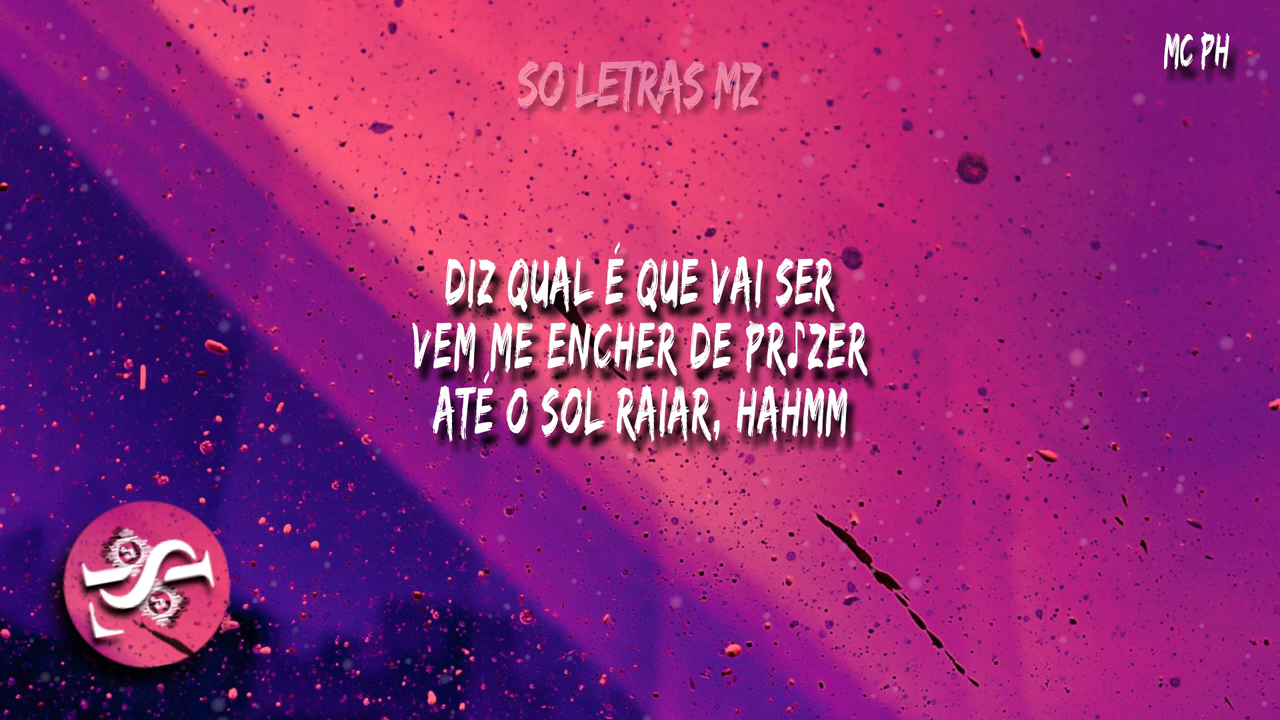 MC PH
SO LETRAS MZ
DIZ QUAL É QUE VAI SER
VEM ME ENCHER DE PR♪ZER
ATÉ O SOL RAIAR, HAHMM